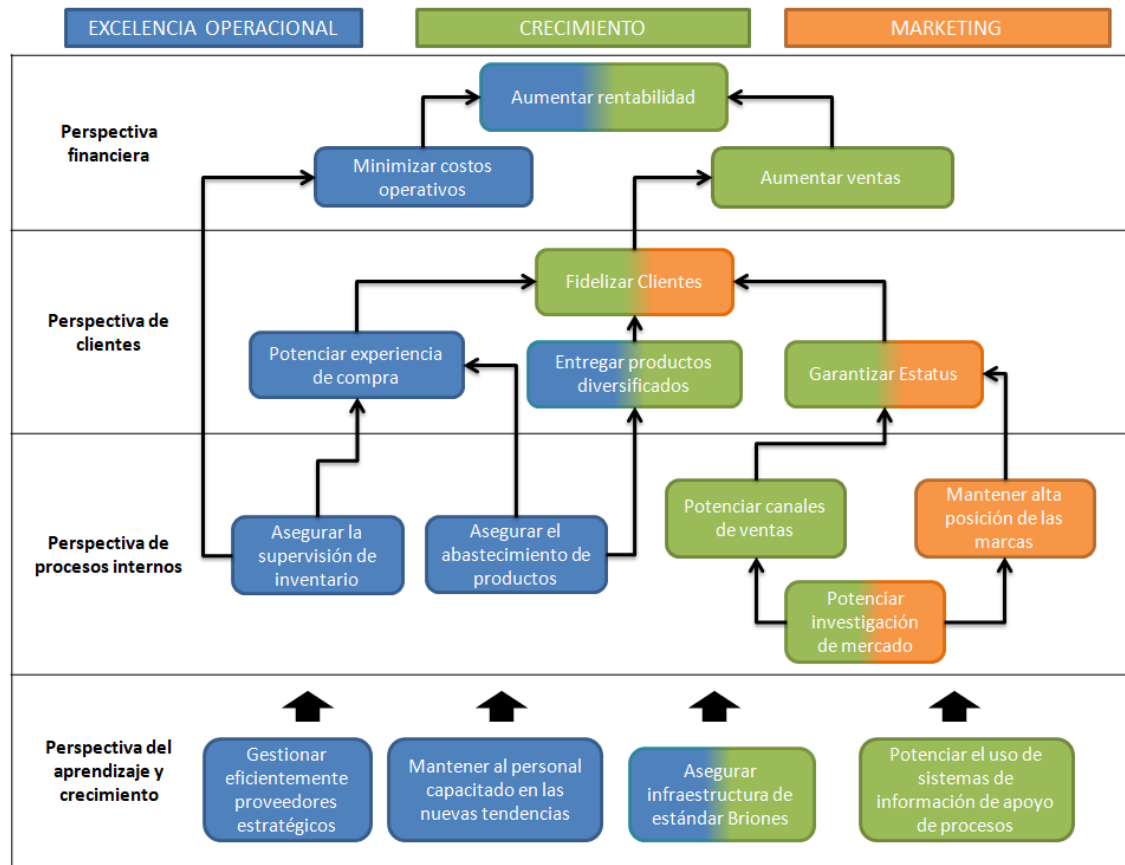 EXCELENCIA OPERACIONAL
CRECIMIENTO
MARKETING
Perspectiva
financiera
Aumentar rentabilidad
Minimizar costos
operativos
Aumentar ventas
Perspectiva de
clientes
Fidelizar Clientes
Potenciar experiencia
de compra
Entregar productos
diversificados
Garantizar Estatus
Perspectiva de
procesos internos
Asegurar la
supervisión de
inventario
Asegurar el
abastecimiento de
productos
Potenciar canales
de ventas
Mantener alta
posición de las
marcas
Potenciar
investigación
de mercado
Perspectiva del
aprendizaje y
crecimiento
Gestionar
eficientemente
proveedores
estratégicos
Mantener al personal
capacitado en las
nuevas tendencias
Asegurar
infraestructura de
estándar Briones
Potenciar el uso de
sistemas de
información de apoyo
de procesos